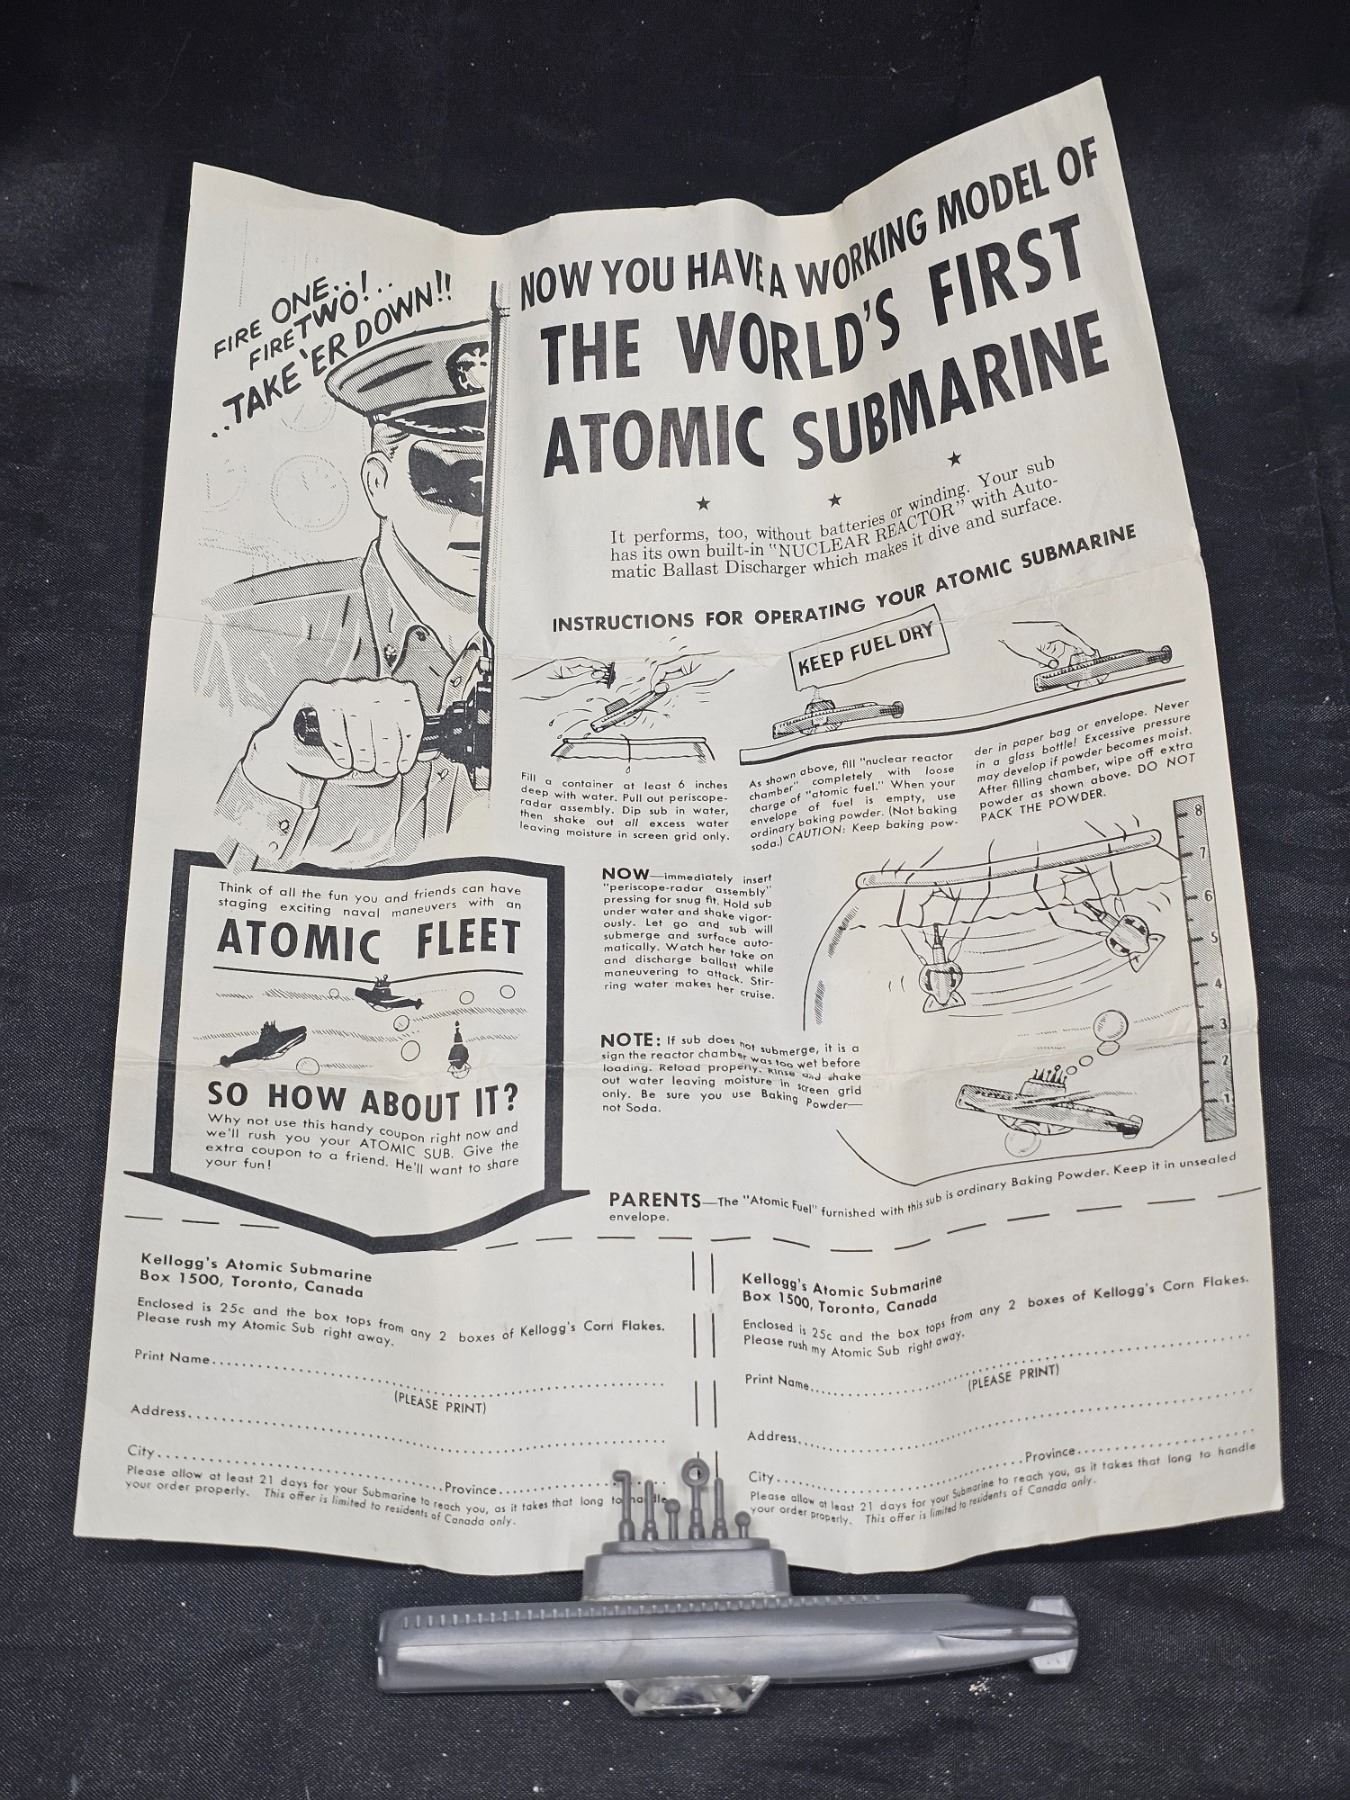 FIRE ONE..!..
FIRE TWO!
..TAKE 'ER DOWN!!
NOW YOU HAVE A WORKING MODEL OF
THE WORLD'S FIRST
ATOMIC SUBMARINE
It performs, too, without batteries or winding. Your sub
has its own built-in "NUCLEAR REACTOR" with Auto-
matic Ballast Discharger which makes it dive and surface.
INSTRUCTIONS FOR OPERATING YOUR ATOMIC SUBMARINE
KEEP FUEL DRY
Fill a container at least 6 inches
deep with water. Pull out periscope-
radar assembly. Dip sub in water,
then shake out all excess water
leaving moisture in screen grid only.
As shown above, fill "nuclear reactor
chamber" completely with loose
charge of "atomic fuel." When your
envelope of fuel is empty, use
ordinary baking powder. (Not baking
soda.) CAUTION: Keep baking pow-
der in paper bag or envelope. Never
in a glass bottle! Excessive pressure
may develop if powder becomes moist.
After filling chamber, wipe off extra
powder as shown above. DO NOT
PACK THE POWDER.
Think of all the fun you and friends can have
staging exciting naval maneuvers with an
ATOMIC FLEET
SO HOW ABOUT IT?
Why not use this handy coupon right now and
we'll rush you your ATOMIC SUB. Give the
extra coupon to a friend. He'll want to share
your fun!
NOW—immediately insert
"periscope-radar assembly"
pressing for snug fit. Hold sub
under water and shake vigor-
ously. Let go and sub will
submerge and surface auto-
matically. Watch her take on
and discharge ballast while
maneuvering to attack. Stir-
ring water makes her cruise.
NOTE: If sub does not submerge, it is a
sign the reactor chamber was too wet before
loading. Reload properly. Rinse and shake
out water leaving moisture in screen grid
only. Be sure you use Baking Powder—
not Soda.
8
7
6
5
4
3
2
1
PARENTS—The "Atomic Fuel" furnished with this sub is ordinary Baking Powder. Keep it in unsealed
envelope.
Kellogg's Atomic Submarine
Box 1500, Toronto, Canada
Enclosed is 25c and the box tops from any 2 boxes of Kellogg's Corn Flakes.
Please rush my Atomic Sub right away.
Print Name
(PLEASE PRINT)
Address
City Province
Please allow at least 21 days for your Submarine to reach you, as it takes that long to handle
your order properly. This offer is limited to residents of Canada only.
Kellogg's Atomic Submarine
Box 1500, Toronto, Canada
Enclosed is 25c and the box tops from any 2 boxes of Kellogg's Corn Flakes.
Please rush my Atomic Sub right away.
Print Name
(PLEASE PRINT)
Address
City Province
Please allow at least 21 days for your Submarine to reach you, as it takes that long to handle
your order properly. This offer is limited to residents of Canada only.